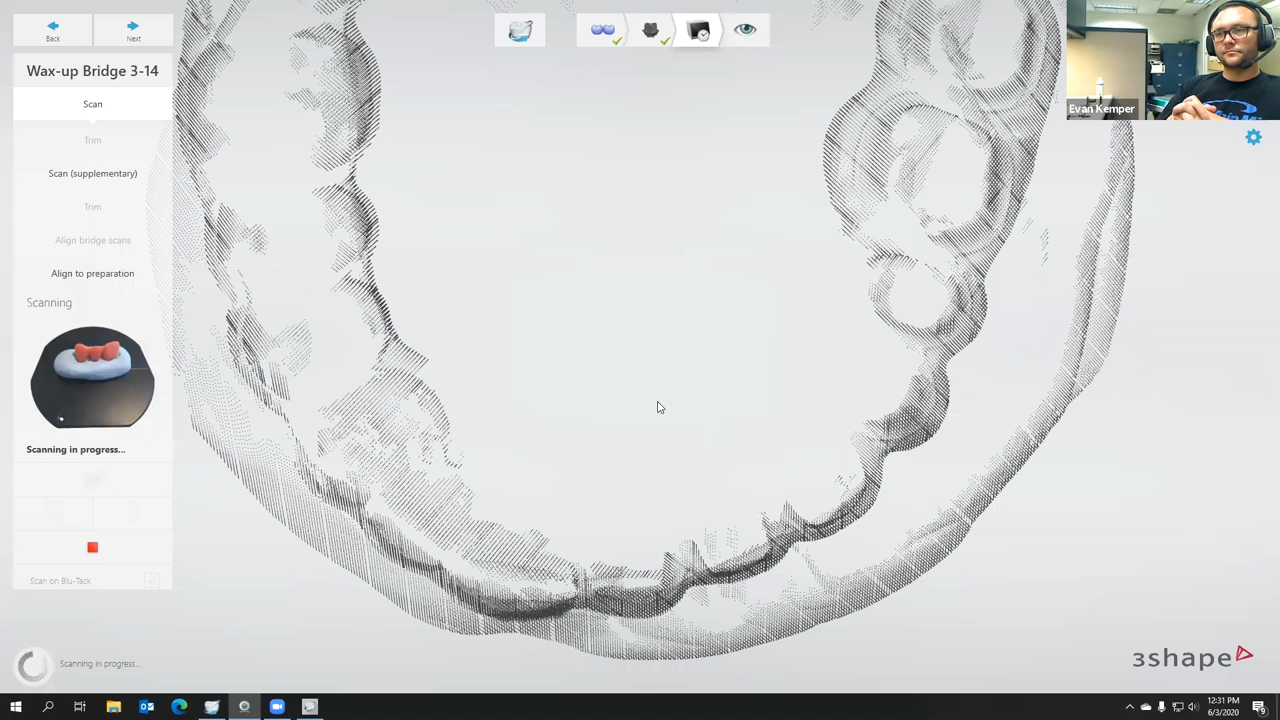 Back
Next
Wax-up Bridge 3-14
Scan
Trim
Scan (supplementary)
Trim
Align bridge scans
Align to preparation
Scanning
Scanning in progress...
Scan on Blu-Tack
Scanning in progress...
Evan Kemper
3shape
12:31 PM
6/3/2020